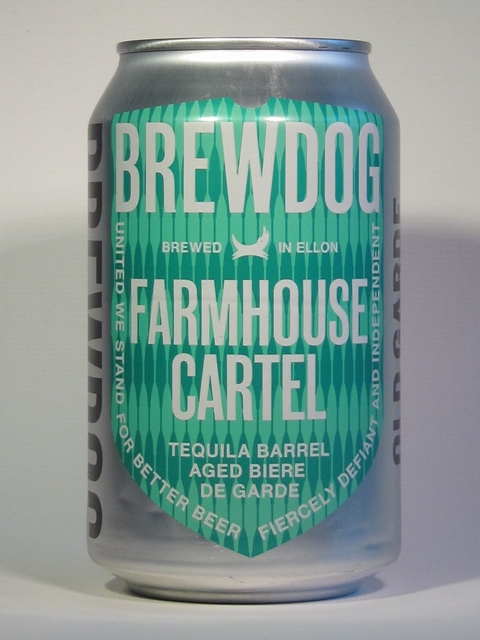 BREWDOG
BREWED IN ELLON
FARMHOUSE
CARTEL
TEQUILA BARREL
AGED BIERE
DE GARDE
UNITED WE STAND FOR BETTER BEER
FIERCELY DEFIANT AND INDEPENDENT
BREWDOG